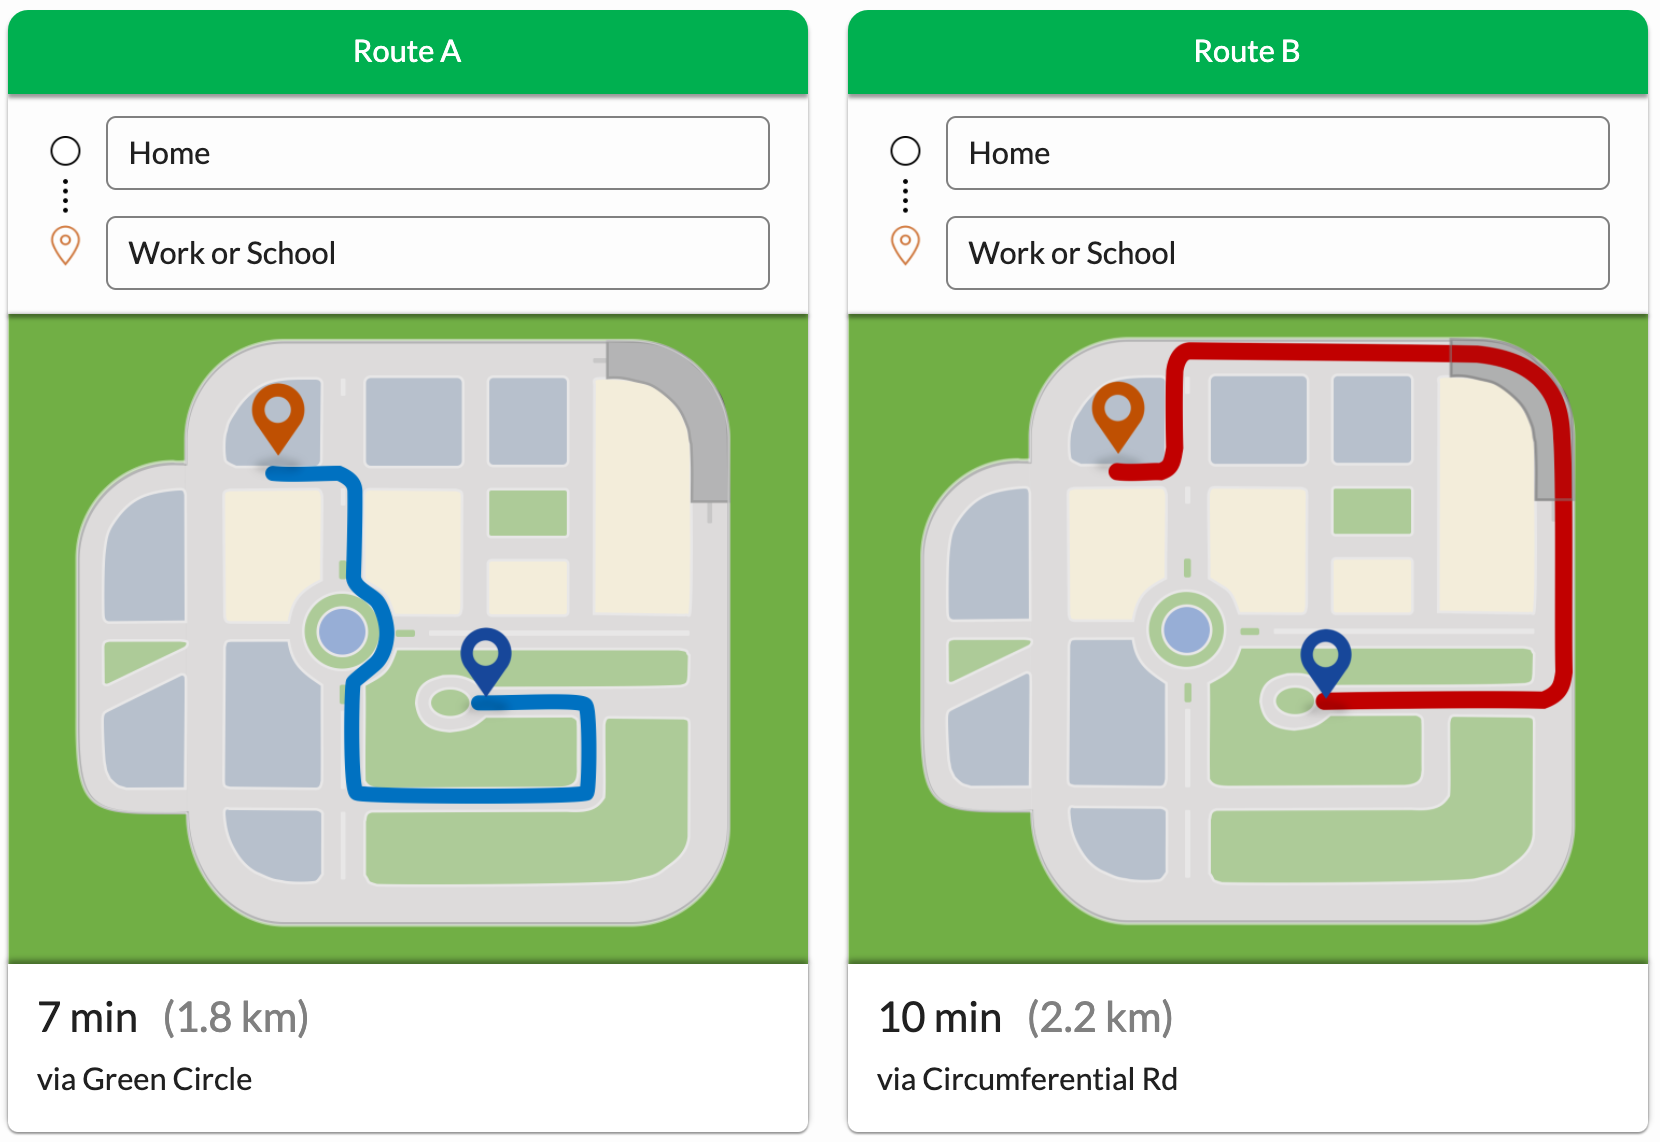 Route A
Home
Work or School
7 min (1.8 km)
via Green Circle
Route B
Home
Work or School
10 min (2.2 km)
via Circumferential Rd